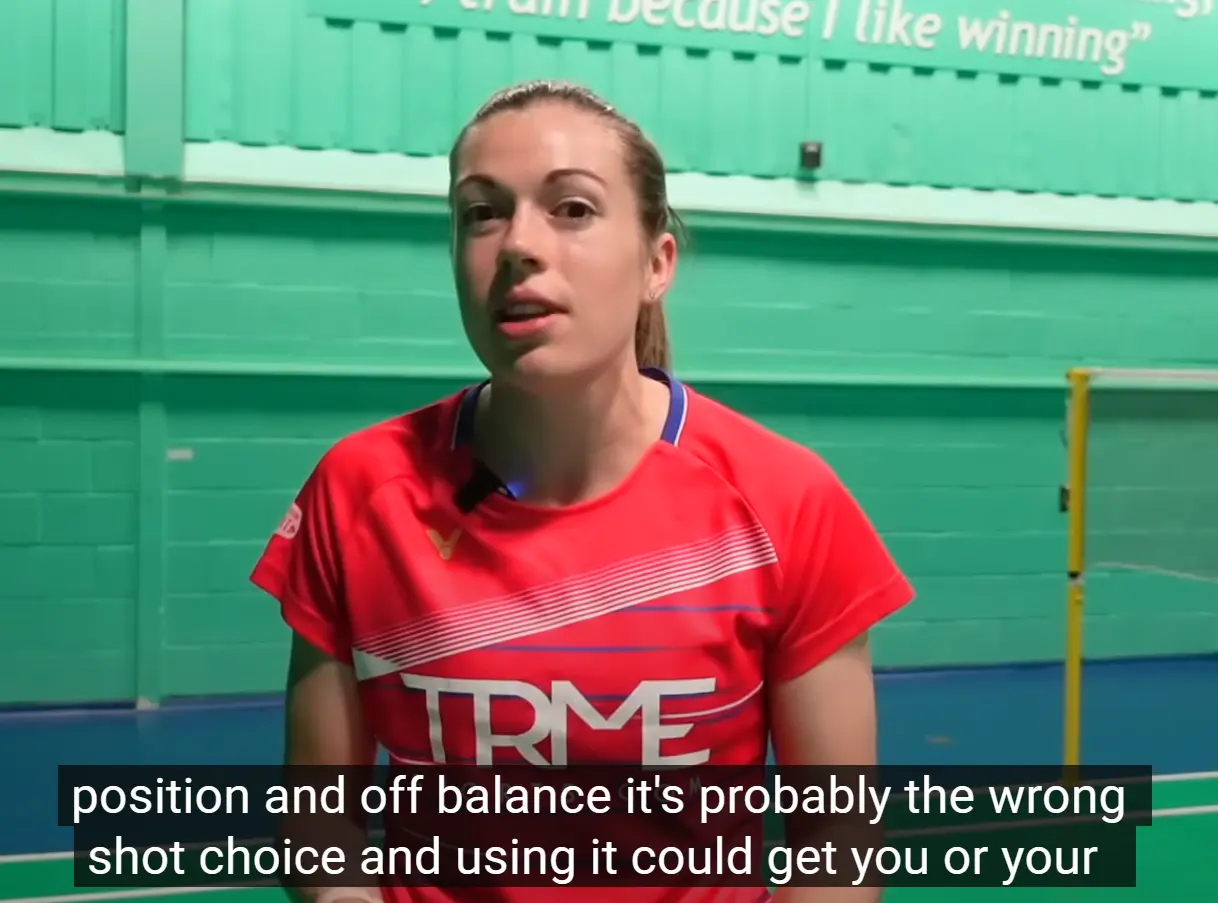 train because I like winning"
TRME
position and off balance it's probably the wrong
shot choice and using it could get you or your